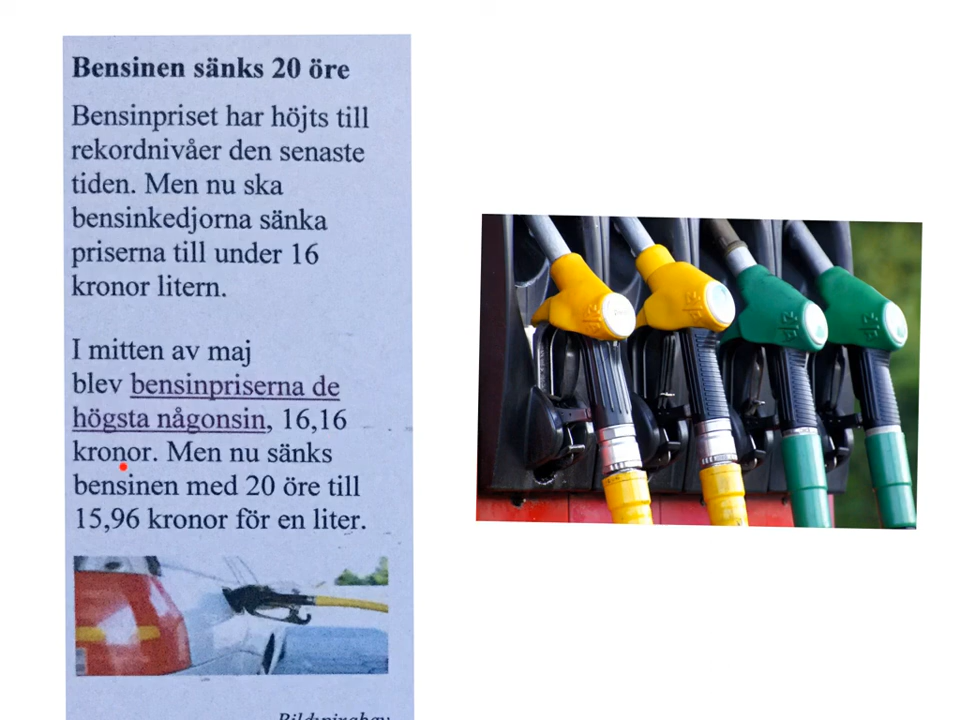 Bensinen sänks 20 öre
Bensinpriset har höjts till
rekordnivåer den senaste
tiden. Men nu ska
bensinkedjorna sänka
priserna till under 16
kronor litern.
I mitten av maj
blev bensinpriserna de
högsta någonsin, 16,16
kronor. Men nu sänks
bensinen med 20 öre till
15,96 kronor för en liter.